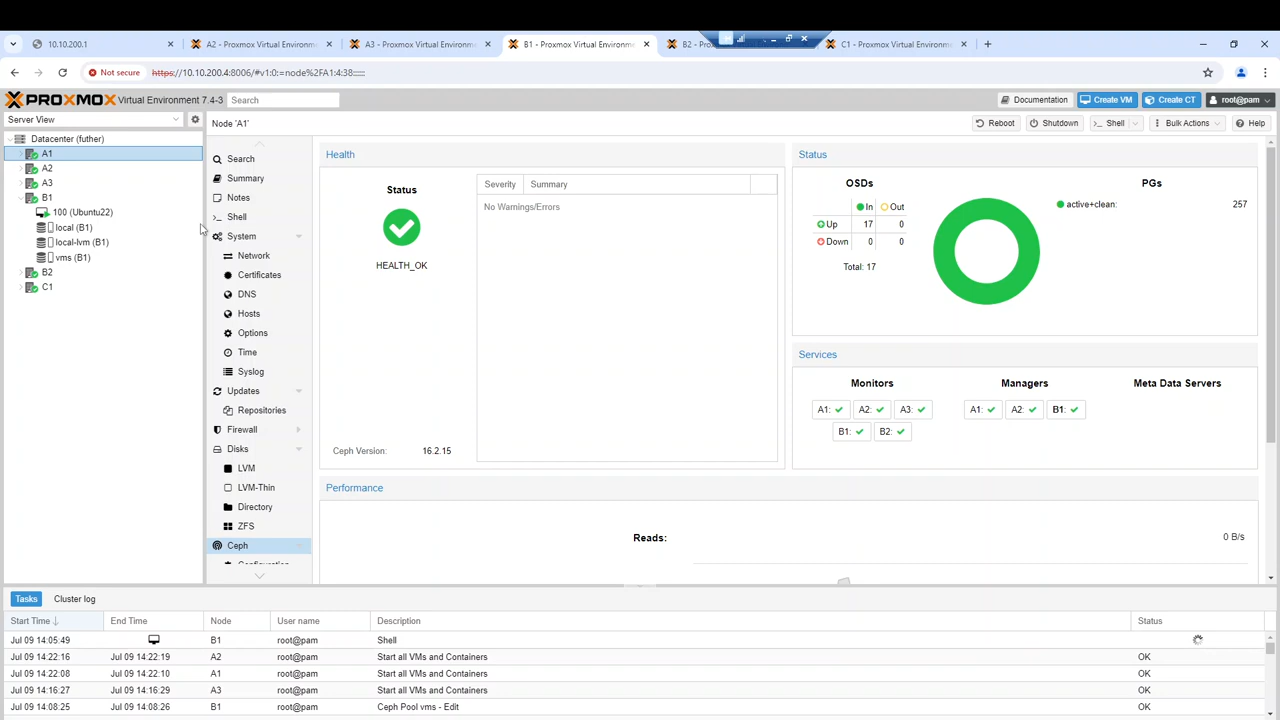 10.10.200.1
A2 - Proxmox Virtual Environm
A3 - Proxmox Virtual Environm
B1 - Proxmox Virtual Environme
B2 - Pro
C1 - Proxmox Virtual Environme
Not secure
https://10.10.200.4:8006/#v1:0:=node%2FA1:4:38::::::
PROXMOX Virtual Environment 7.4-3
Search
Documentation
Create VM
Create CT
root@pam
Server View
Node 'A1'
Reboot
Shutdown
Shell
Bulk Actions
Help
Datacenter (futher)
A1
A2
A3
B1
100 (Ubuntu22)
local (B1)
local-lvm (B1)
vms (B1)
B2
C1
Search
Summary
Notes
Shell
System
Network
Certificates
DNS
Hosts
Options
Time
Syslog
Updates
Repositories
Firewall
Disks
LVM
LVM-Thin
Directory
ZFS
Ceph
Configuration
Health
Status
HEALTH_OK
Severity
Summary
No Warnings/Errors
Ceph Version:
16.2.15
Status
OSDs
In
Out
Up
17
0
Down
0
0
Total: 17
PGs
active+clean:
257
Services
Monitors
A1:
A2:
A3:
B1:
B2:
Managers
A1:
A2:
B1:
Meta Data Servers
Performance
Reads:
0 B/s
Tasks
Cluster log
Start Time
End Time
Node
User name
Description
Status
Jul 09 14:05:49
B1
root@pam
Shell
Jul 09 14:22:16
Jul 09 14:22:19
A2
root@pam
Start all VMs and Containers
OK
Jul 09 14:22:08
Jul 09 14:22:10
A1
root@pam
Start all VMs and Containers
OK
Jul 09 14:16:27
Jul 09 14:16:29
A3
root@pam
Start all VMs and Containers
OK
Jul 09 14:08:25
Jul 09 14:08:26
B1
root@pam
Ceph Pool vms - Edit
OK